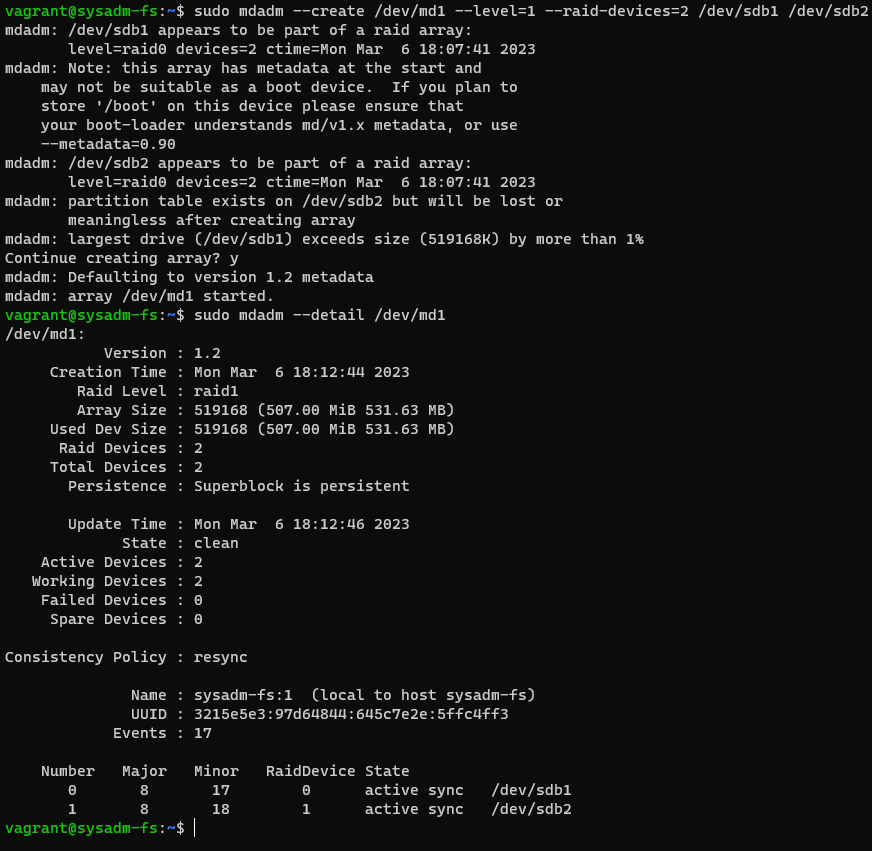 vagrant@sysadm-fs:~$ sudo mdadm --create /dev/md1 --level=1 --raid-devices=2 /dev/sdb1 /dev/sdb2
mdadm: /dev/sdb1 appears to be part of a raid array:
       level=raid0 devices=2 ctime=Mon Mar  6 18:07:41 2023
mdadm: Note: this array has metadata at the start and
    may not be suitable as a boot device.  If you plan to
    store '/boot' on this device please ensure that
    your boot-loader understands md/v1.x metadata, or use
    --metadata=0.90
mdadm: /dev/sdb2 appears to be part of a raid array:
       level=raid0 devices=2 ctime=Mon Mar  6 18:07:41 2023
mdadm: partition table exists on /dev/sdb2 but will be lost or
       meaningless after creating array
mdadm: largest drive (/dev/sdb1) exceeds size (519168K) by more than 1%
Continue creating array? y
mdadm: Defaulting to version 1.2 metadata
mdadm: array /dev/md1 started.
vagrant@sysadm-fs:~$ sudo mdadm --detail /dev/md1
/dev/md1:
           Version : 1.2
     Creation Time : Mon Mar  6 18:12:44 2023
        Raid Level : raid1
        Array Size : 519168 (507.00 MiB 531.63 MB)
     Used Dev Size : 519168 (507.00 MiB 531.63 MB)
      Raid Devices : 2
     Total Devices : 2
       Persistence : Superblock is persistent

       Update Time : Mon Mar  6 18:12:46 2023
             State : clean
    Active Devices : 2
   Working Devices : 2
    Failed Devices : 0
     Spare Devices : 0

Consistency Policy : resync

              Name : sysadm-fs:1  (local to host sysadm-fs)
              UUID : 3215e5e3:97d64844:645c7e2e:5ffc4ff3
            Events : 17

    Number   Major   Minor   RaidDevice State
       0       8       17        0      active sync   /dev/sdb1
       1       8       18        1      active sync   /dev/sdb2
vagrant@sysadm-fs:~$